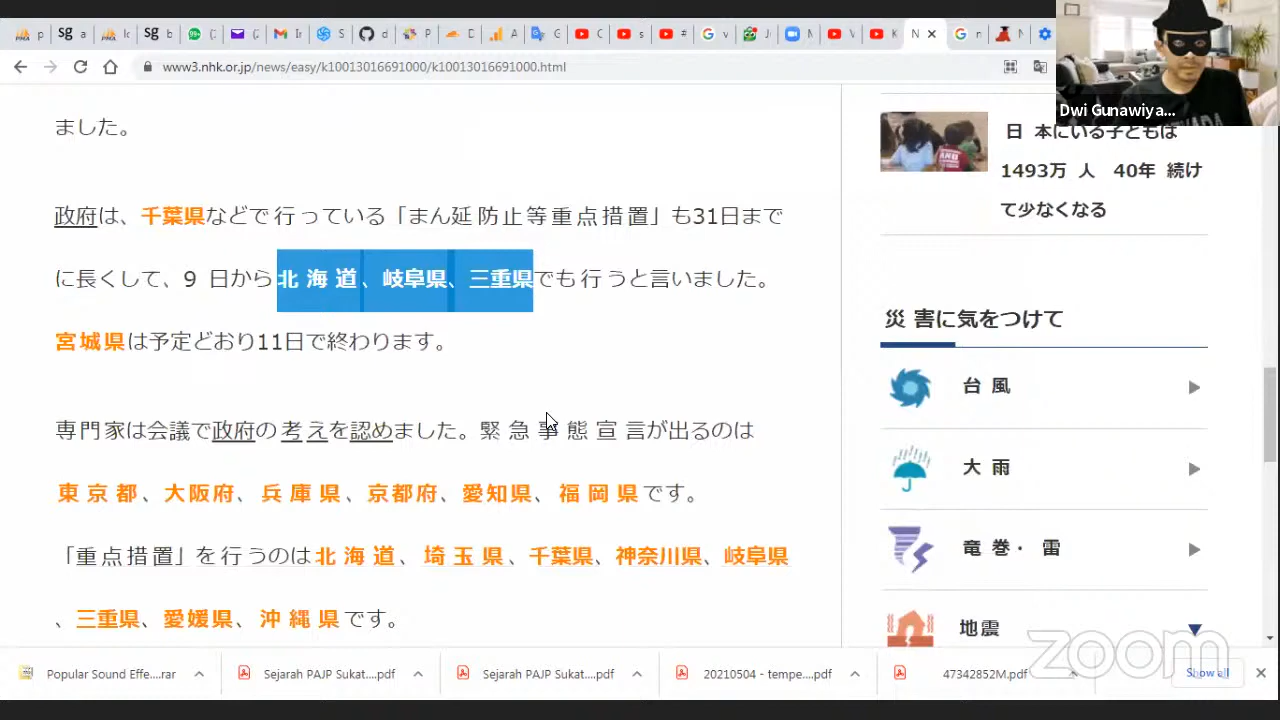 www3.nhk.or.jp/news/easy/k10013016691000/k10013016691000.html
Dwi Gunawiya...
ました。
政府は、千葉県などで行っている「まん延防止等重点措置」も31日まで
に長くして、9日から北海道、岐阜県、三重県でも行うと言いました。
宮城県は予定どおり11日で終わります。
専門家は会議で政府の考えを認めました。緊急事態宣言が出るのは
東京都、大阪府、兵庫県、京都府、愛知県、福岡県です。
「重点措置」を行うのは北海道、埼玉県、千葉県、神奈川県、岐阜県
、三重県、愛媛県、沖縄県です。
日本にいる子どもは
1493万人 40年続け
て少なくなる
災害に気をつけて
台風
大雨
竜巻・雷
地震
zoom
Popular Sound Effe....rar
Sejarah PAJP Sukat....pdf
Sejarah PAJP Sukat....pdf
20210504 - tempe....pdf
47342852M.pdf
Show all